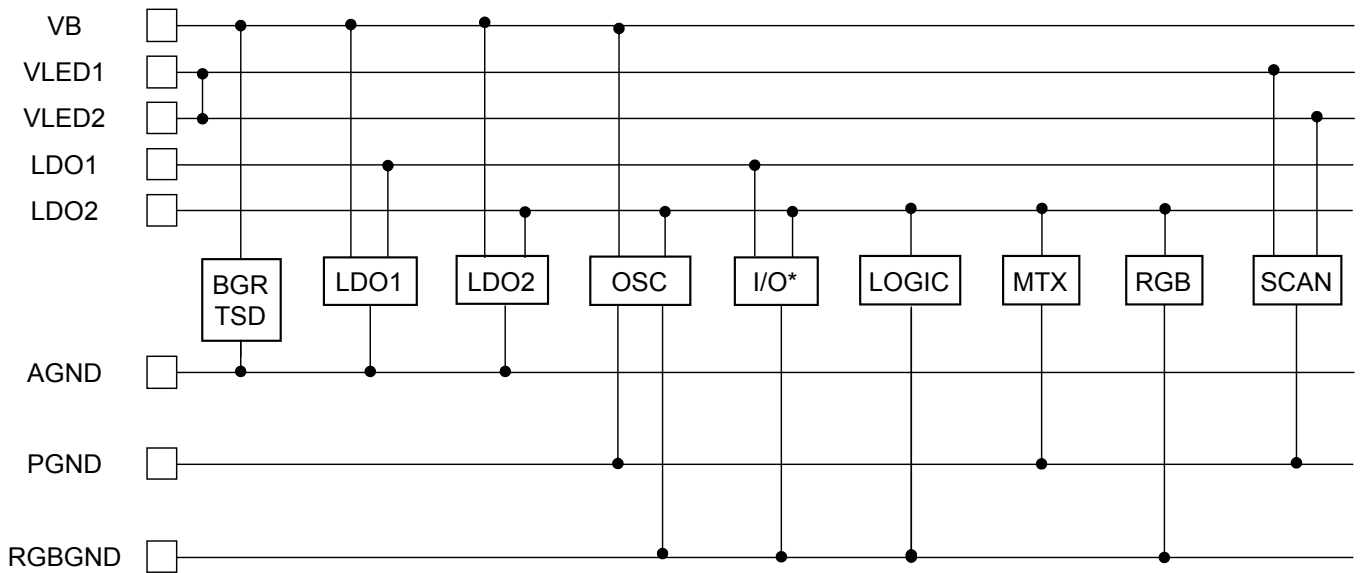 VB
VLED1
VLED2
LDO1
LDO2
BGR
TSD
LDO1
LDO2
OSC
I/O*
LOGIC
MTX
RGB
SCAN
AGND
PGND
RGBGND